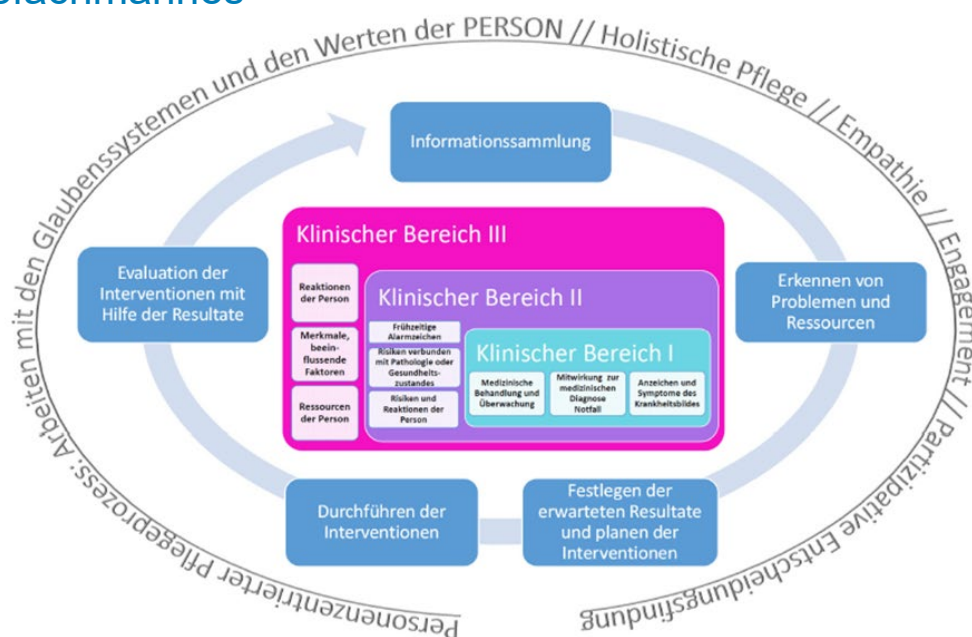 Personenzentrierter Pflegeprozess: Arbeiten mit den Glaubenssystemen und den Werten der PERSON // Holistische Pflege // Empathie // Engagement // Partizipative Entscheidungsfindung
Informationssammlung
Erkennen von
Problemen und
Ressourcen
Festlegen der
erwarteten Resultate
und planen der
Interventionen
Durchführen der
Interventionen
Evaluation der
Interventionen mit
Hilfe der Resultate
Klinischer Bereich III
Reaktionen
der Person
Merkmale,
beein-
flussende
Faktoren
Ressourcen
der Person
Klinischer Bereich II
Frühzeitige
Alarmzeichen
Risiken verbunden
mit Pathologie oder
Gesundheits-
zustandes
Risiken und
Reaktionen der
Person
Klinischer Bereich I
Medizinische
Behandlung und
Überwachung
Mitwirkung zur
medizinischen
Diagnose
Notfall
Anzeichen und
Symptome des
Krankheitsbildes